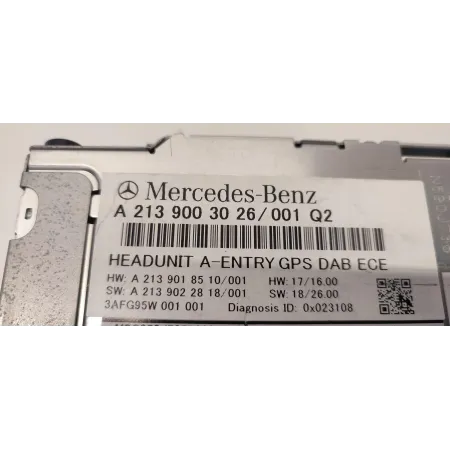 Mercedes-Benz
A 213 900 30 26/001 Q2
HEADUNIT A-ENTRY GPS DAB ECE
HW: A 213 901 85 10/001 HW: 17/16.00
SW: A 213 902 28 18/001 SW: 18/26.00
3AFG95W 001 001 Diagnosis ID: 0x023108